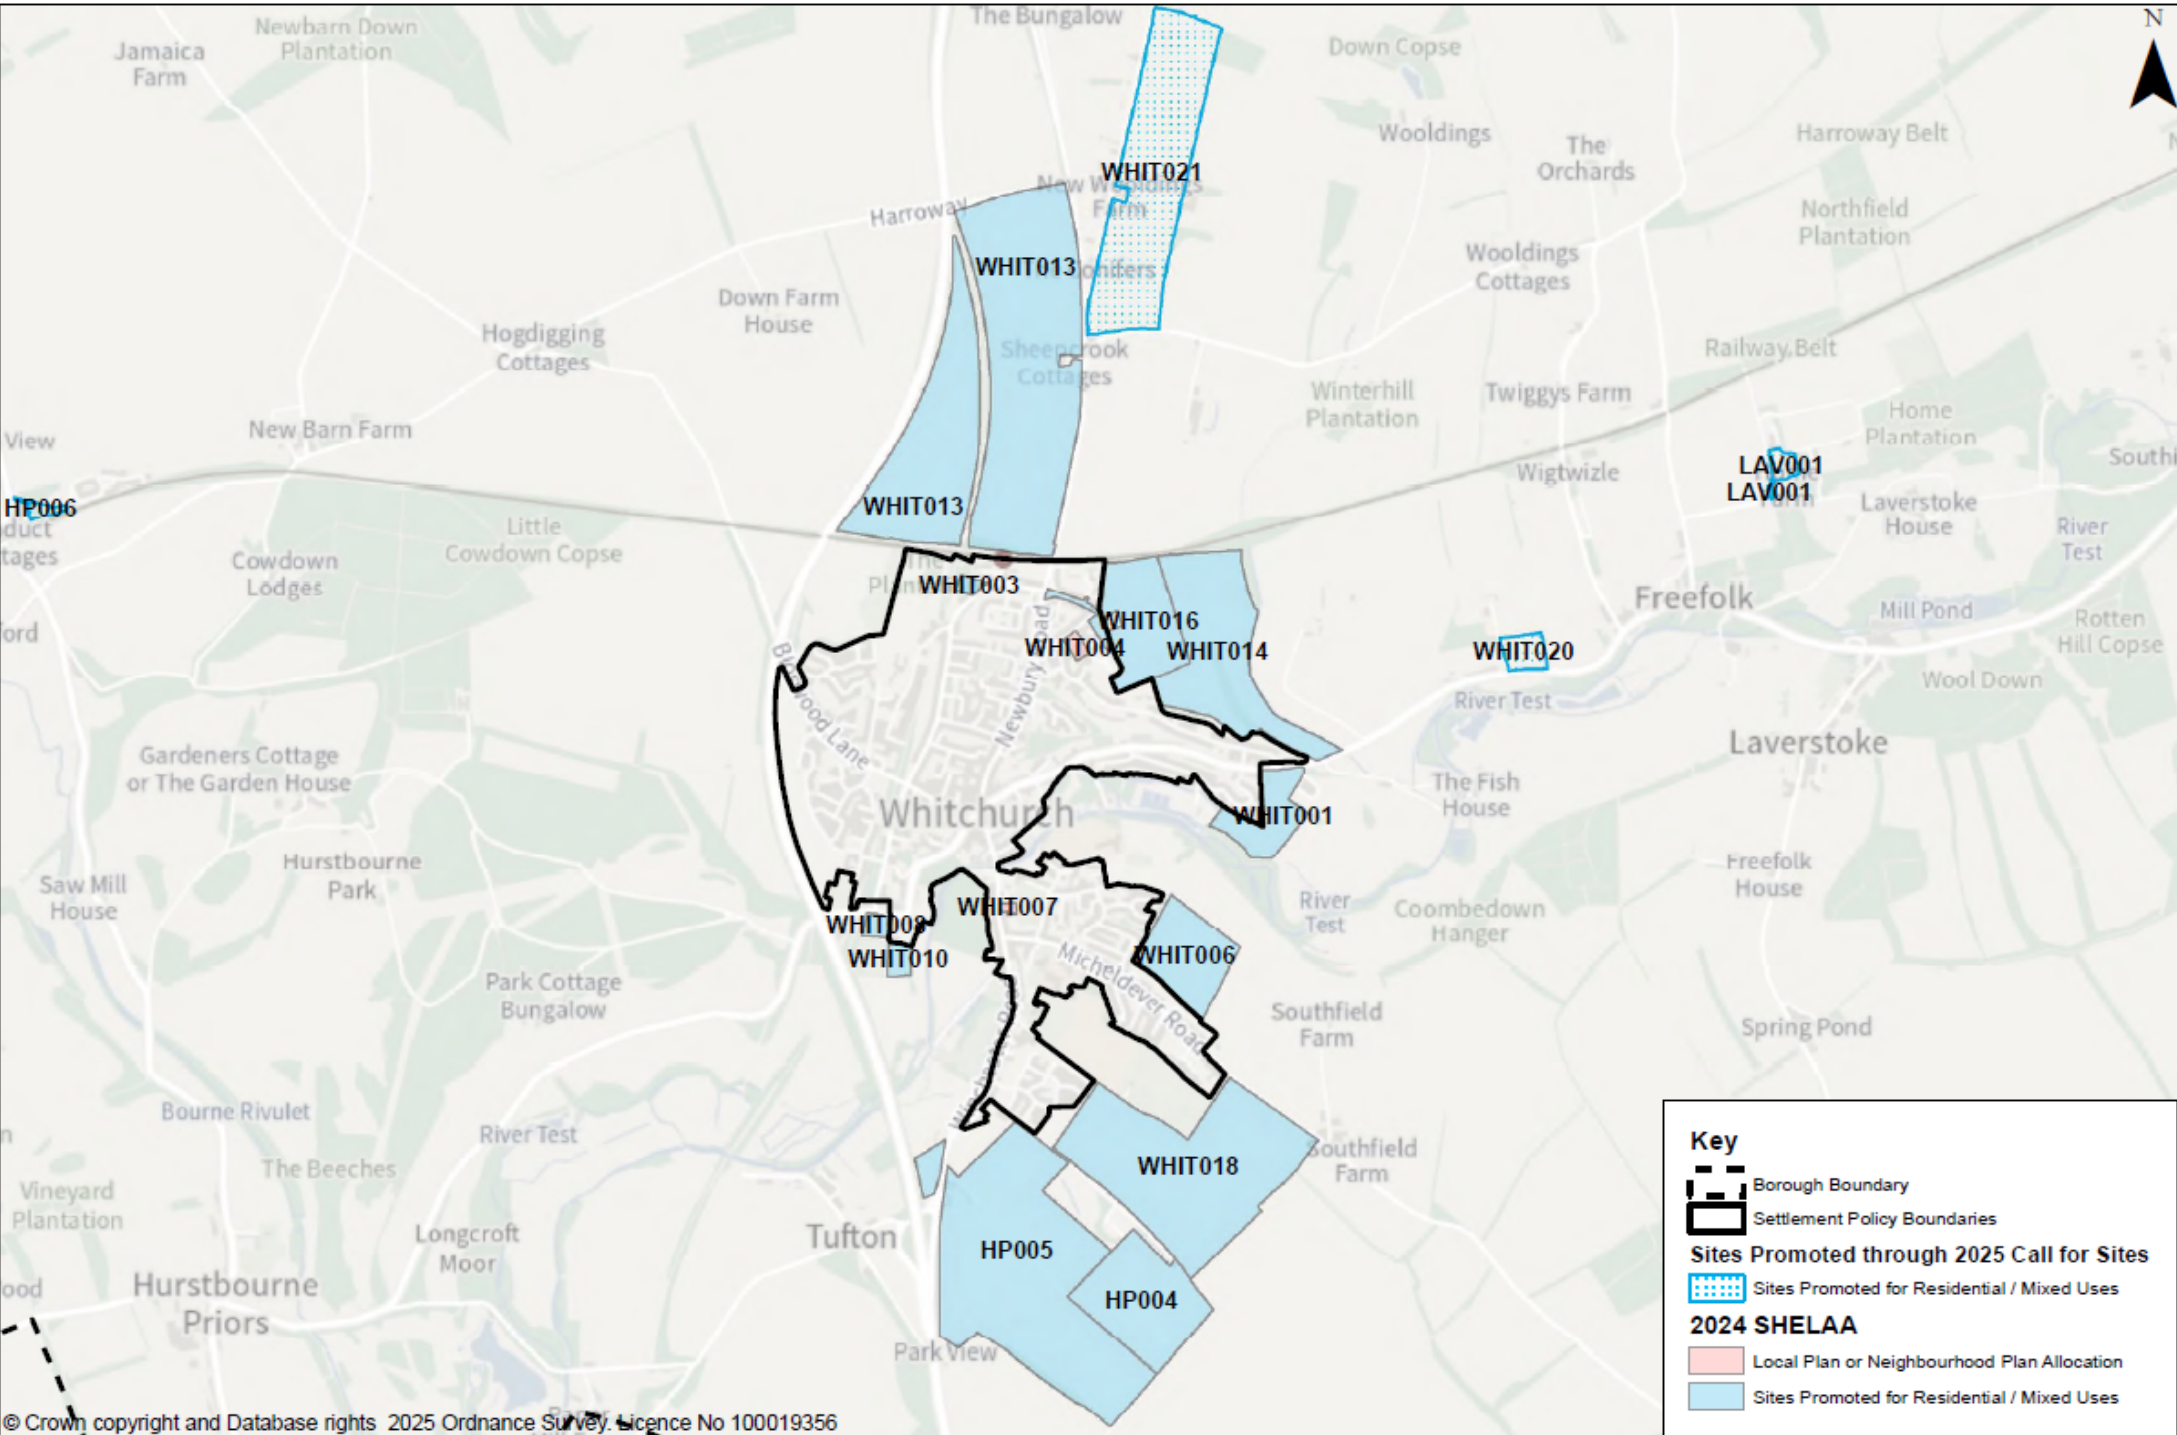 The Bungalow
N
Newbarn Down
Plantation
Jamaica
Farm
Down Copse
Wooldings
Harroway Belt
The
Orchards
WHIT021
New Wooldings
Farm
Harroway
Northfield
Plantation
WHIT013
Wooldings
Cottages
Down Farm
House
Hogdigging
Cottages
Sheepcrook
Cottages
Railway Belt
Winterhill
Plantation
Twiggys Farm
Home
Plantation
View
New Barn Farm
LAV001
LAV001
Farm
Wigtwizle
Southi
HP006
duct
tages
WHIT013
Laverstoke
House
River
Test
Little
Cowdown Copse
Cowdown
Lodges
The
WHIT003
Freefolk
Mill Pond
Rotten
Hill Copse
ford
WHIT016
WHIT004
WHIT014
WHIT020
Newbury Road
Wool Down
River Test
Laverstoke
Gardeners Cottage
or The Garden House
The Fish
House
Whitchurch
WHIT001
Hurstbourne
Park
Freefolk
House
Saw Mill
House
WHIT007
WHIT008
River
Test
Coombedown
Hanger
WHIT010
WHIT006
Micheldever Road
Park Cottage
Bungalow
Southfield
Farm
Spring Pond
Bourne Rivulet
River Test
The Beeches
WHIT018
Southfield
Farm
Vineyard
Plantation
Longcroft
Moor
Tufton
HP005
HP004
ood
Hurstbourne
Priors
Park View
Key
Borough Boundary
Settlement Policy Boundaries
Sites Promoted through 2025 Call for Sites
Sites Promoted for Residential / Mixed Uses
2024 SHELAA
Local Plan or Neighbourhood Plan Allocation
Sites Promoted for Residential / Mixed Uses
© Crown copyright and Database rights 2025 Ordnance Survey. Licence No 100019356